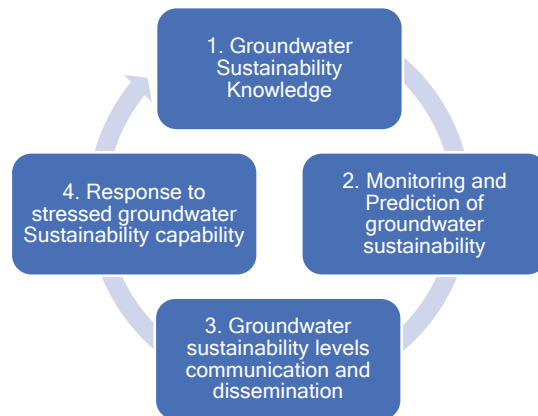 1. Groundwater
Sustainability
Knowledge
2. Monitoring and
Prediction of
groundwater
sustainability
3. Groundwater
sustainability levels
communication and
dissemination
4. Response to
stressed groundwater
Sustainability capability